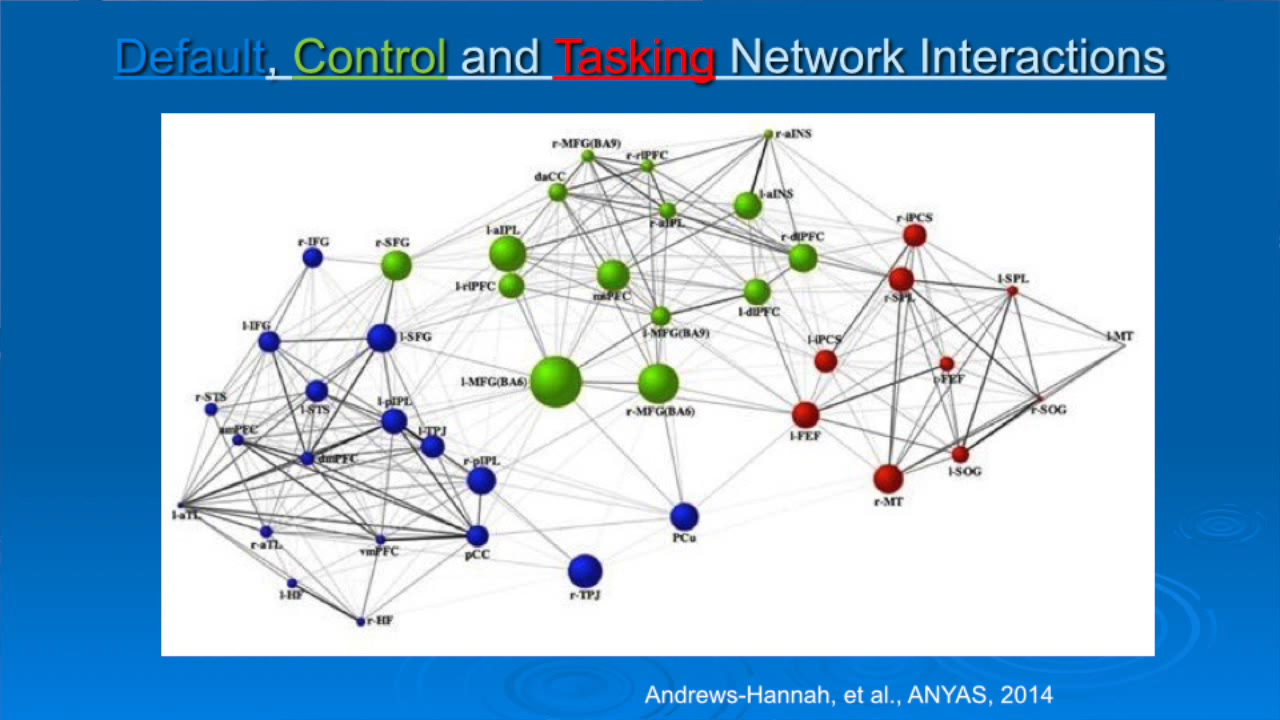 Default, Control and Tasking Network Interactions
r-aINS
r-MFG(BA9)
r-rlPFC
daCC
l-aINS
r-aIPL
r-iPCS
l-aIPL
r-dlPFC
r-IFG
r-SFG
l-rlPFC
msPFC
l-dlPFC
r-SPL
l-SPL
l-IFG
l-SFG
l-MFG(BA9)
l-iPCS
l-MT
l-MFG(BA6)
r-FEF
r-STS
l-STS
l-pIPL
r-MFG(BA6)
r-SOG
amPFC
l-TPJ
l-FEF
dmPFC
r-pIPL
l-SOG
l-aTL
r-MT
r-aTL
vmPFC
pCC
PCu
l-HF
r-TPJ
r-HF
Andrews-Hannah, et al., ANYAS, 2014